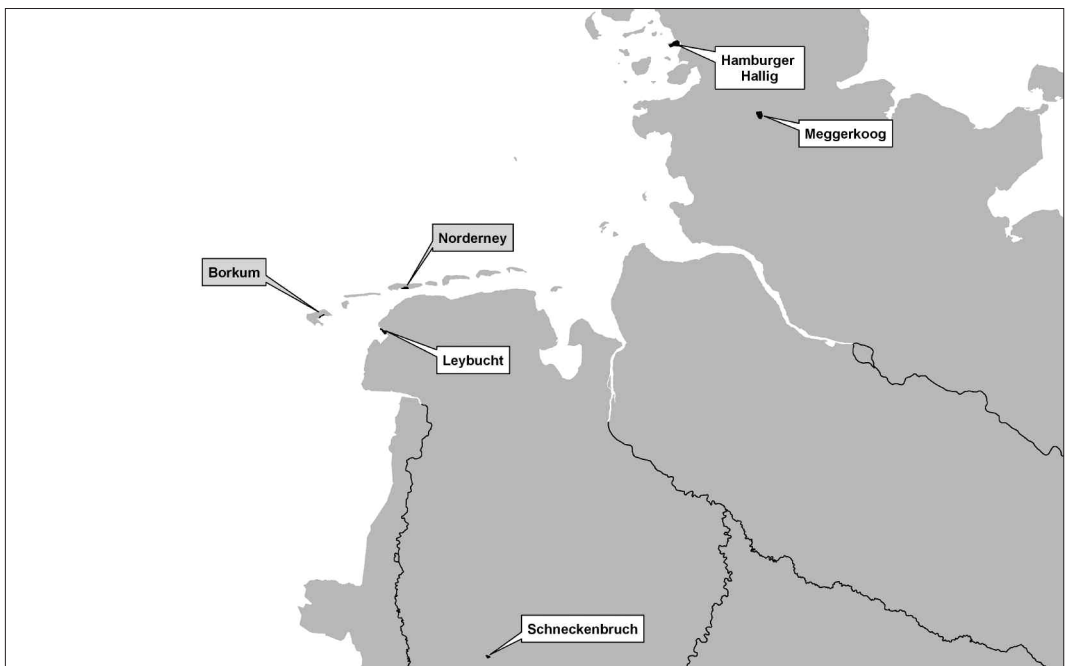 Hamburger
Hallig
Meggerkoog
Norderney
Borkum
Leybucht
Schneckenbruch